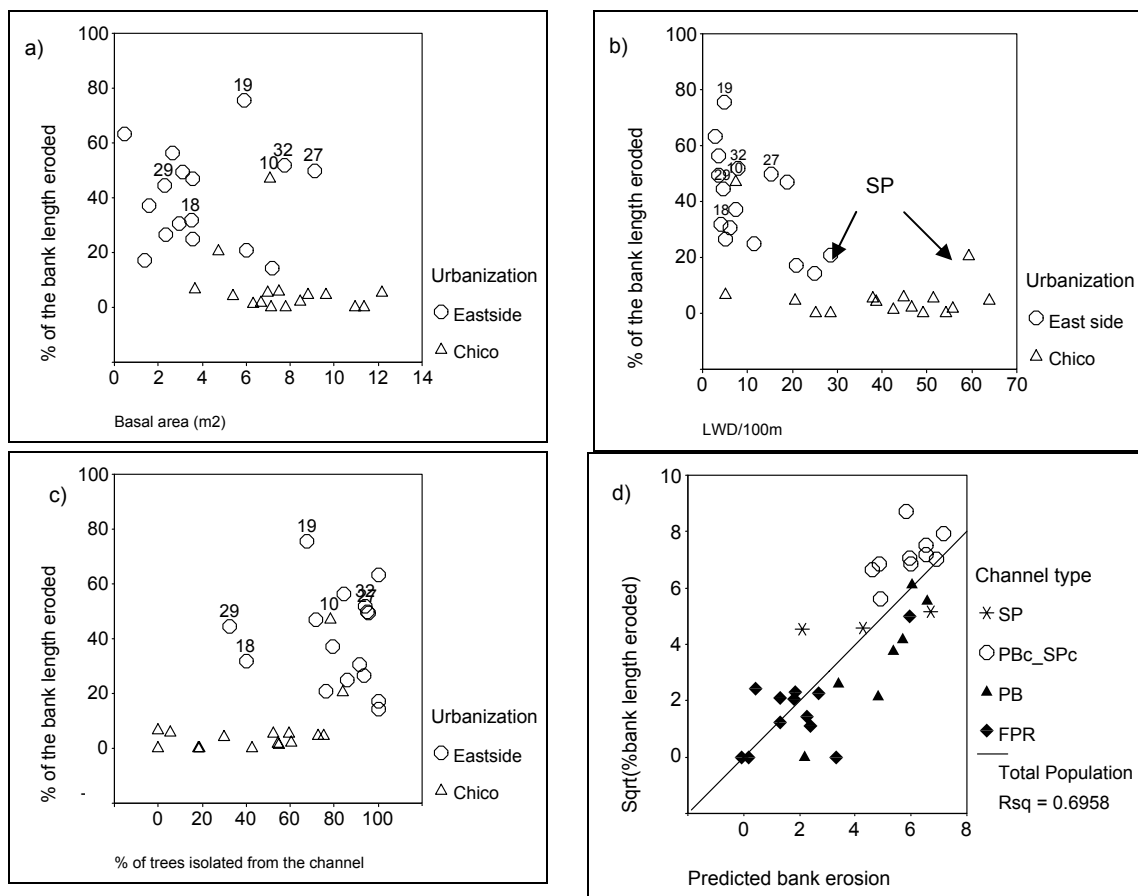 a)
% of the bank length eroded
100
80
60
40
20
0
19
32
27
10
29
18
0 2 4 6 8 10 12 14
Basal area (m2)
Urbanization
Eastside
Chico
b)
% of the bank length eroded
100
80
60
40
20
0
19
32
10
27
29
18
SP
0 10 20 30 40 50 60 70
LWD/100m
Urbanization
East side
Chico
c)
% of the bank length eroded
100
80
60
40
20
0
-
19
32
27
10
29
18
0 20 40 60 80 100
% of trees isolated from the channel
Urbanization
Eastside
Chico
d)
Sqrt(%bank length eroded)
10
8
6
4
2
0
0 2 4 6 8
Predicted bank erosion
Channel type
SP
PBc_SPc
PB
FPR
Total Population
Rsq = 0.6958